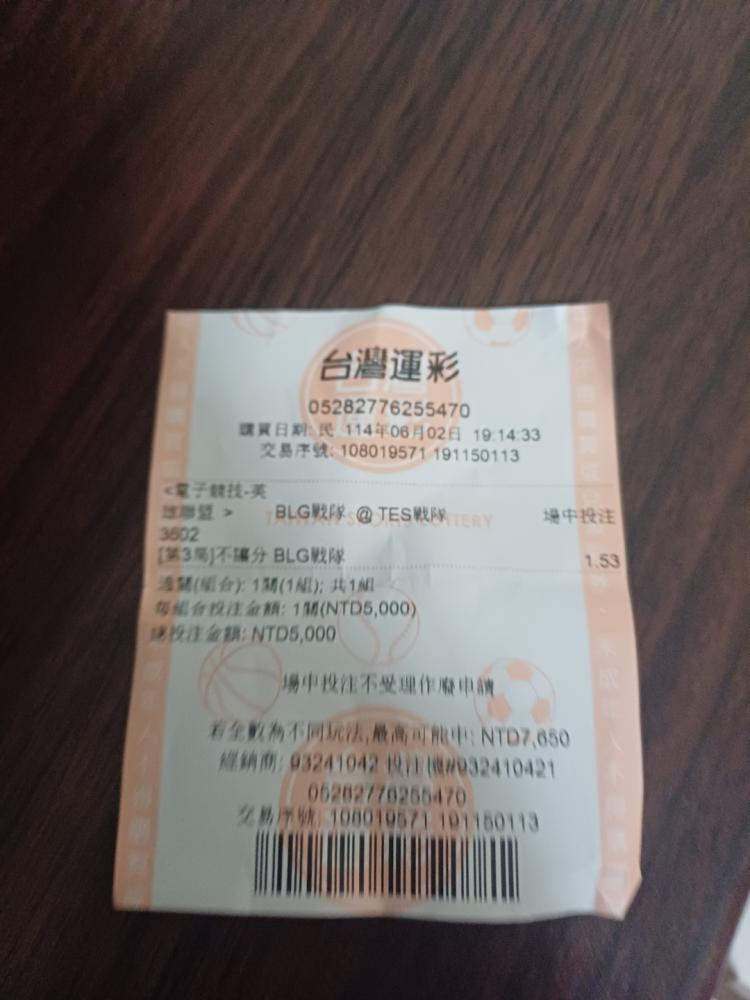 台灣運彩
05282776255470
購買日期: 民 114年06月02日 19:14:33
交易序號: 108019571 191150113
<電子競技-英
雄聯盟 > BLG戰隊 @ TES戰隊 場中投注
TAIWAN SPORTS LOTTERY
3602
[第3局]不讓分 BLG戰隊 1.53
過關(組合): 1關(1組); 共1組
每組合投注金額: 1關(NTD5,000)
總投注金額: NTD5,000
場中投注不受理作廢申請
若全數為不同玩法,最高可能中: NTD7,650
經銷商: 93241042 投注機#932410421
05282776255470
交易序號: 108019571 191150113